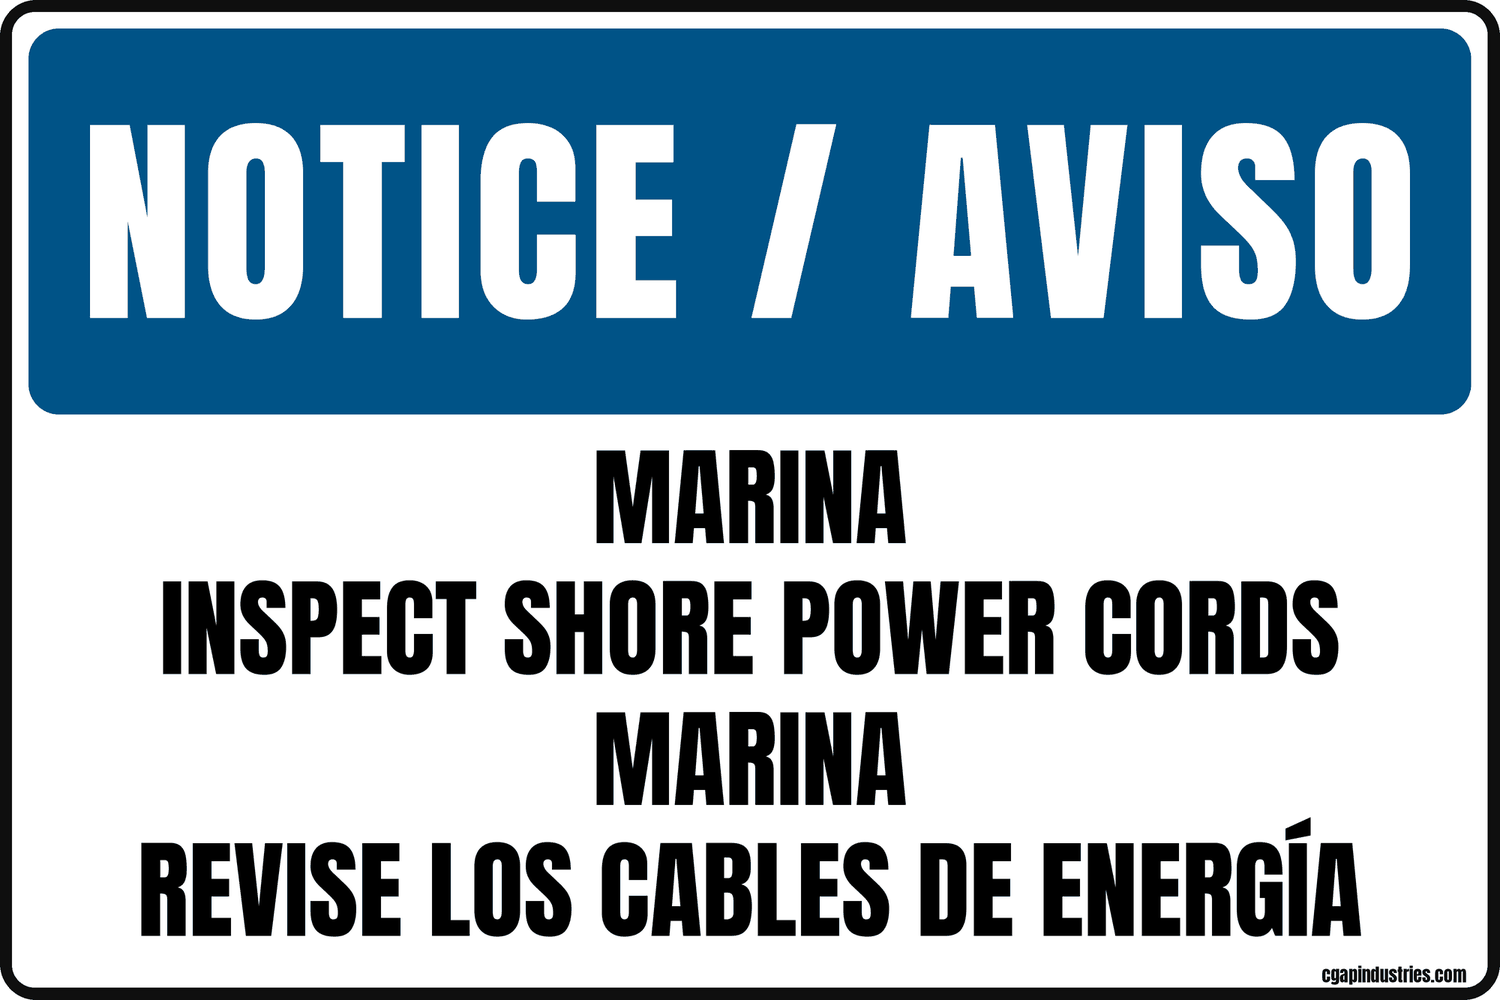 NOTICE / AVISO
MARINA
INSPECT SHORE POWER CORDS
MARINA
REVISE LOS CABLES DE ENERGÍA
cgapindustries.com